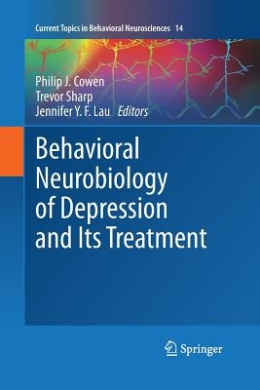 Current Topics in Behavioral Neurosciences 14
Philip J. Cowen
Trevor Sharp
Jennifer Y. F. Lau Editors
Behavioral
Neurobiology
of Depression
and Its Treatment
Springer